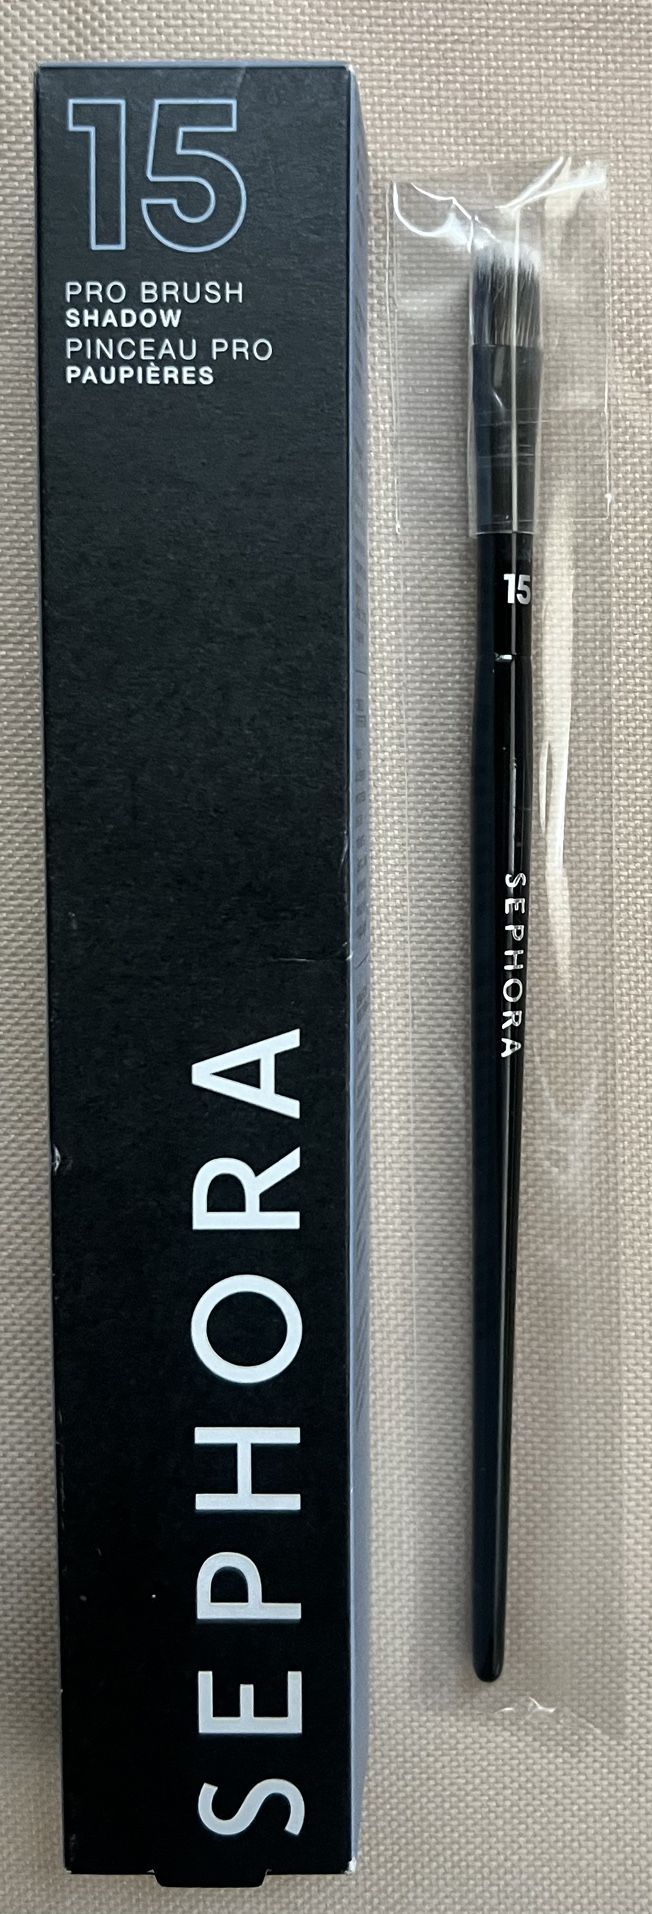 15
PRO BRUSH
SHADOW
PINCEAU PRO
PAUPIÈRES
SEPHORA
15
SEPHORA